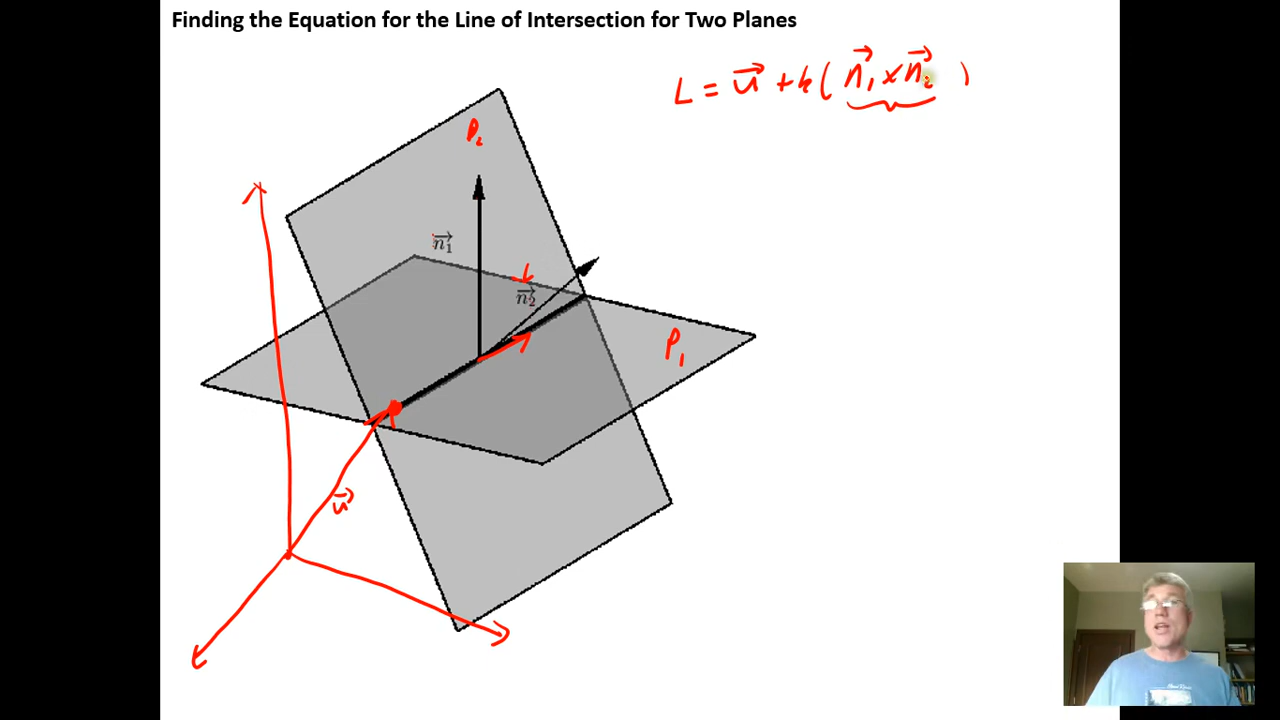 Finding the Equation for the Line of Intersection for Two Planes
L = u⃗ + k( n⃗₁ × n⃗₂ )
P₂
n⃗₁
L
n⃗₂
P₁
u⃗